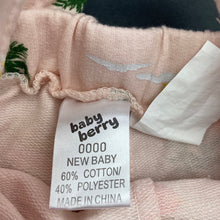 baby
berry
0000
NEW BABY
60% COTTON/
40% POLYESTER
MADE IN CHINA